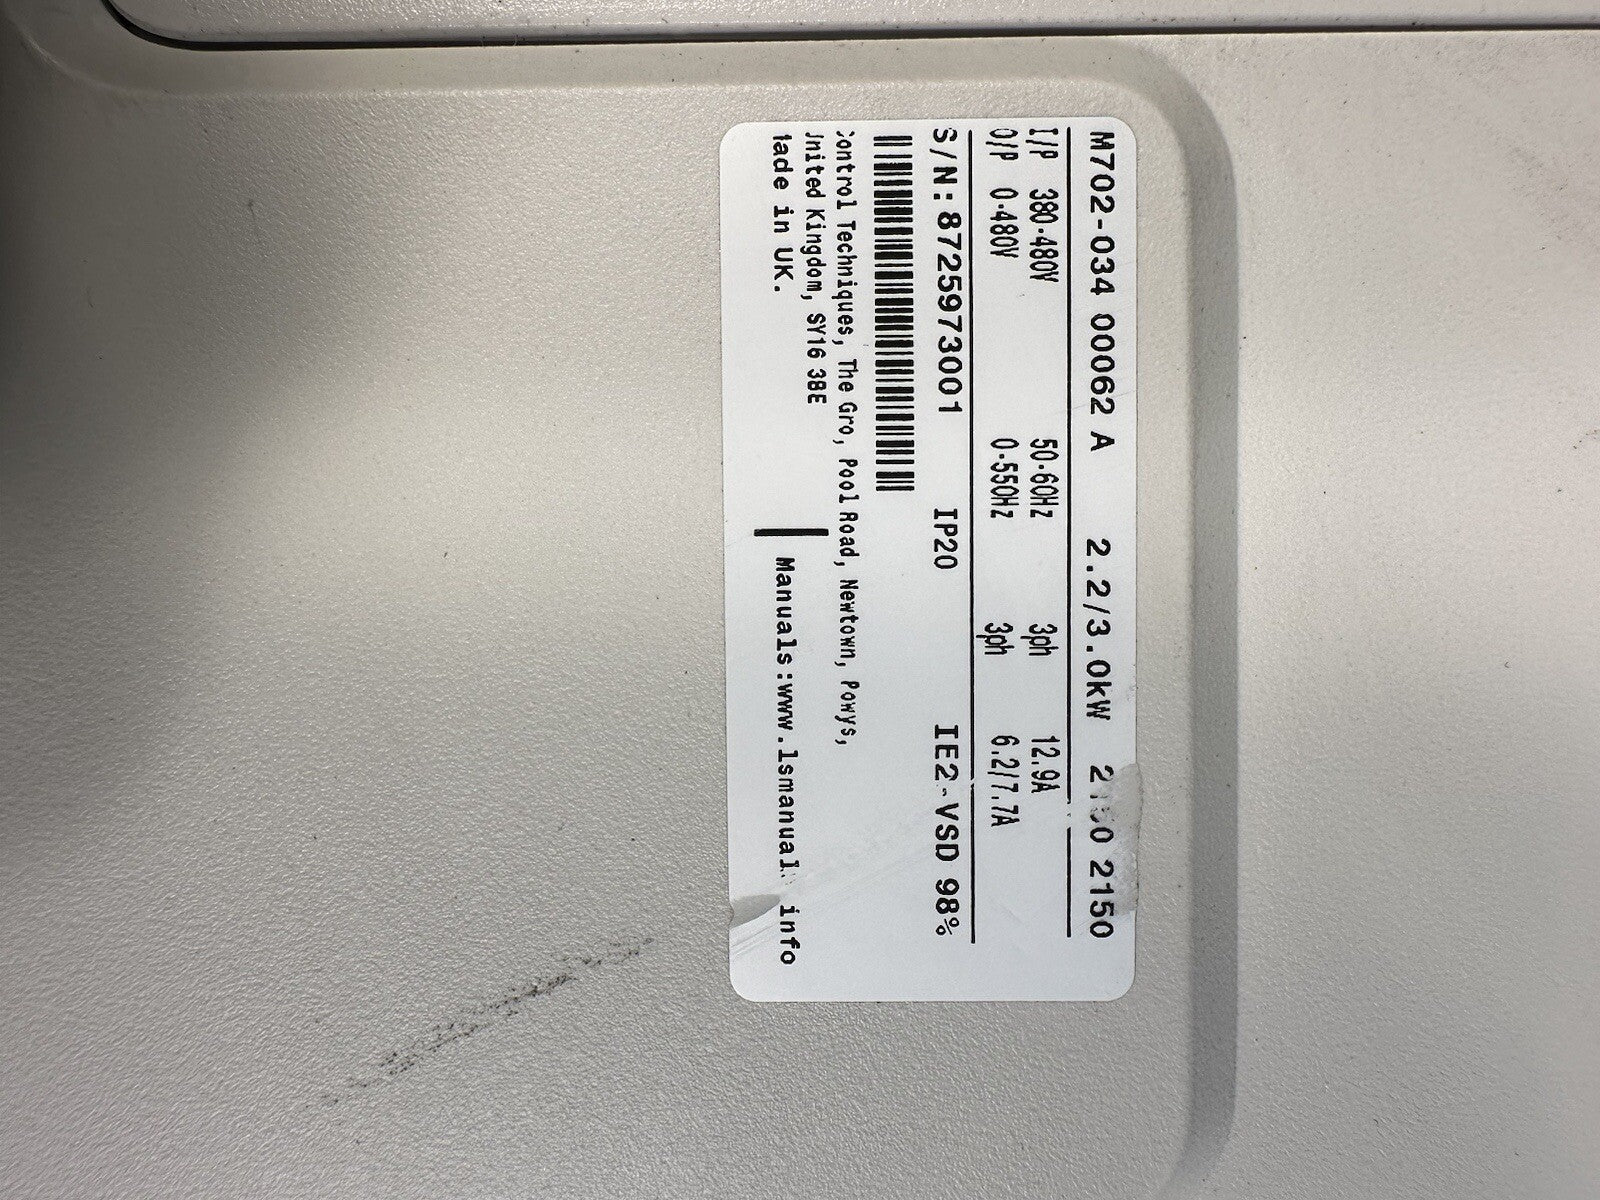 M702-034 00062 A 2.2/3.0kW 2150 2150
I/P 380-480V 50-60Hz 3ph 12.9A
O/P 0-480V 0-550Hz 3ph 6.2/7.7A
S/N:8725973001 IP20 IE2-VSD 98%
Control Techniques, The Gro, Pool Road, Newtown, Powys,
United Kingdom, SY16 3BE
Made in UK. Manuals:www.lsmanual info